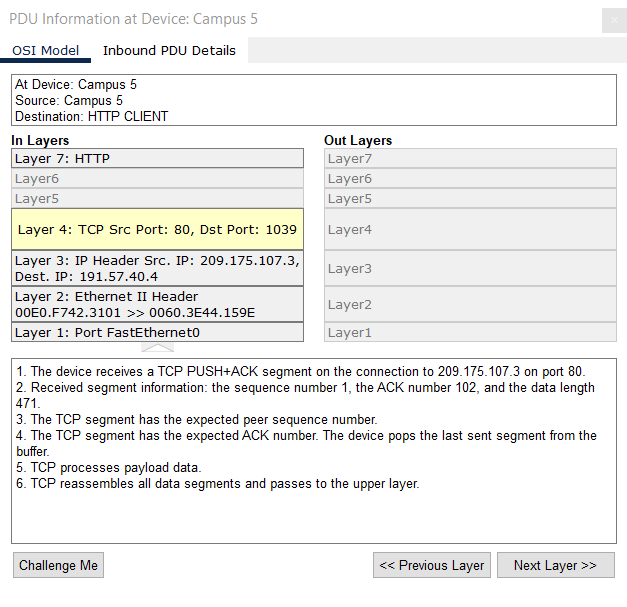 PDU Information at Device: Campus 5
OSI Model Inbound PDU Details
At Device: Campus 5
Source: Campus 5
Destination: HTTP CLIENT
In Layers
Layer 7: HTTP
Layer6
Layer5
Layer 4: TCP Src Port: 80, Dst Port: 1039
Layer 3: IP Header Src. IP: 209.175.107.3,
Dest. IP: 191.57.40.4
Layer 2: Ethernet II Header
00E0.F742.3101 >> 0060.3E44.159E
Layer 1: Port FastEthernet0
Out Layers
Layer7
Layer6
Layer5
Layer4
Layer3
Layer2
Layer1
1. The device receives a TCP PUSH+ACK segment on the connection to 209.175.107.3 on port 80.
2. Received segment information: the sequence number 1, the ACK number 102, and the data length
471.
3. The TCP segment has the expected peer sequence number.
4. The TCP segment has the expected ACK number. The device pops the last sent segment from the
buffer.
5. TCP processes payload data.
6. TCP reassembles all data segments and passes to the upper layer.
Challenge Me << Previous Layer Next Layer >>